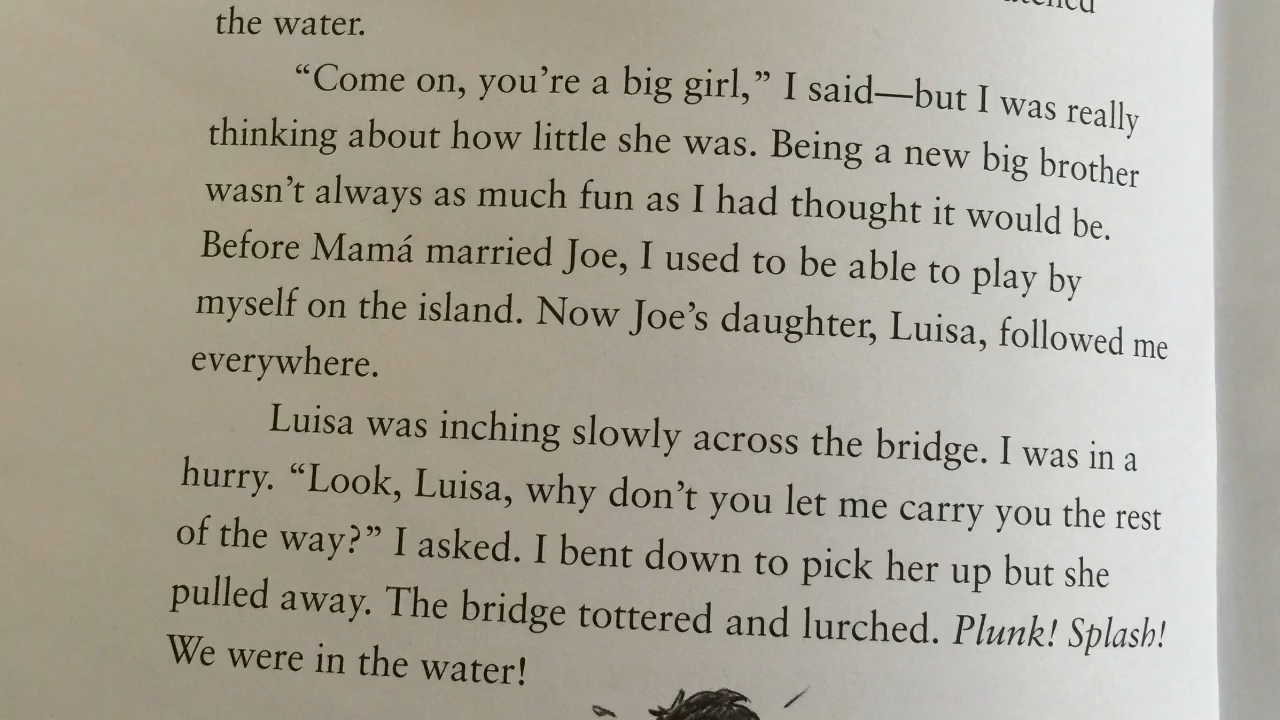 the water.
“Come on, you’re a big girl,” I said—but I was really
thinking about how little she was. Being a new big brother
wasn’t always as much fun as I had thought it would be.
Before Mamá married Joe, I used to be able to play by
myself on the island. Now Joe’s daughter, Luisa, followed me
everywhere.
Luisa was inching slowly across the bridge. I was in a
hurry. “Look, Luisa, why don’t you let me carry you the rest
of the way?” I asked. I bent down to pick her up but she
pulled away. The bridge tottered and lurched. Plunk! Splash!
We were in the water!